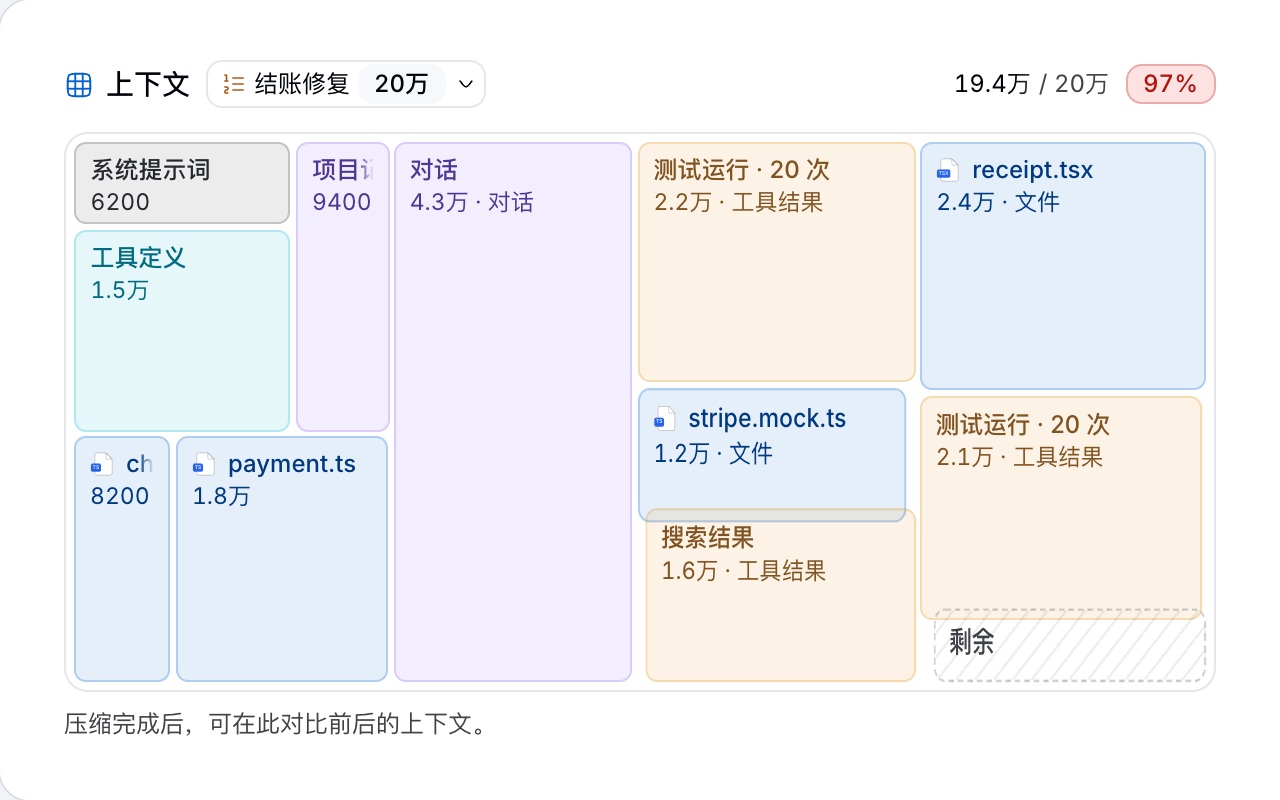 上下文
结账修复 20万
19.4万 / 20万
97%
系统提示词
6200
工具定义
1.5万
项目
9400
对话
4.3万 · 对话
测试运行 · 20 次
2.2万 · 工具结果
receipt.tsx
2.4万 · 文件
stripe.mock.ts
1.2万 · 文件
测试运行 · 20 次
2.1万 · 工具结果
ch
8200
payment.ts
1.8万
搜索结果
1.6万 · 工具结果
剩余
压缩完成后，可在此对比前后的上下文。